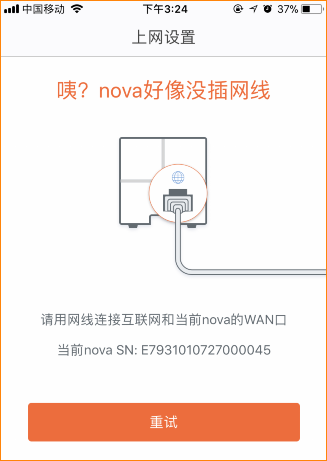 中国移动 下午3:24 37%
上网设置
咦？nova好像没插网线
请用网线连接互联网和当前nova的WAN口
当前nova SN: E7931010727000045
重试